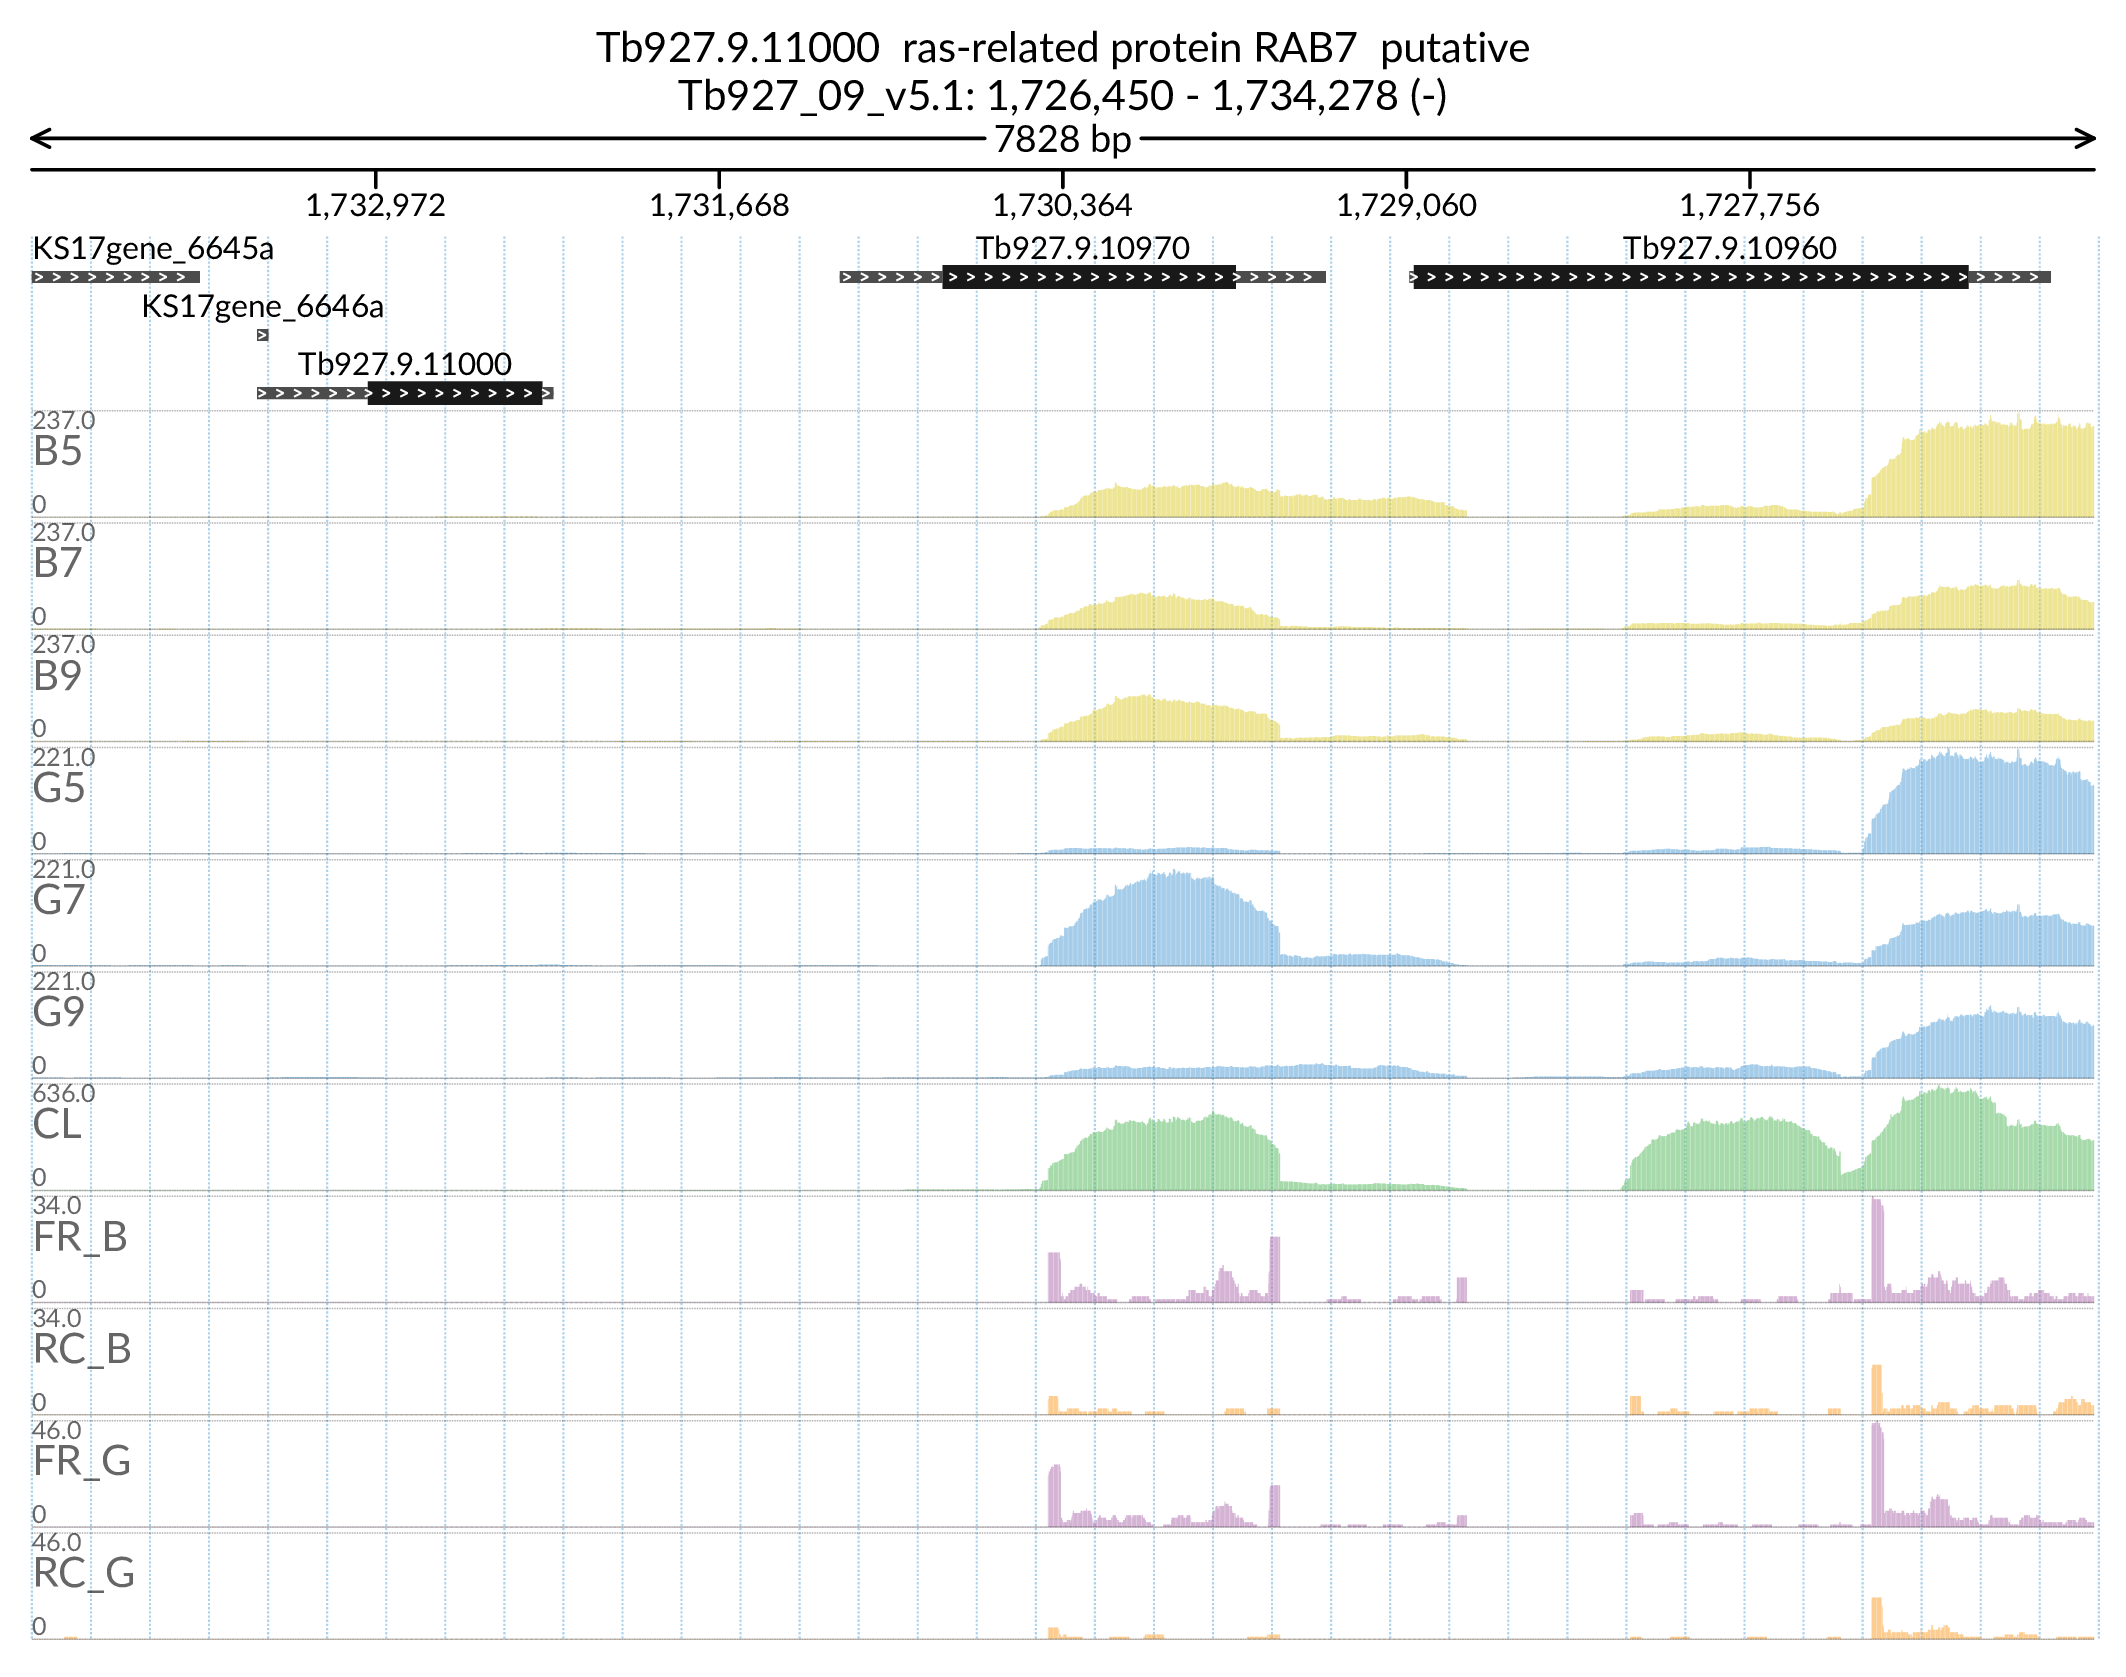 Tb927.9.11000  ras-related protein RAB7  putative
Tb927_09_v5.1: 1,726,450 - 1,734,278 (-)
7828 bp
1,732,972 1,731,668 1,730,364 1,729,060 1,727,756
KS17gene_6645a Tb927.9.10970 Tb927.9.10960
KS17gene_6646a
Tb927.9.11000
237.0
B5
0
237.0
B7
0
237.0
B9
0
221.0
G5
0
221.0
G7
0
221.0
G9
0
636.0
CL
0
34.0
FR_B
0
34.0
RC_B
0
46.0
FR_G
0
46.0
RC_G
0